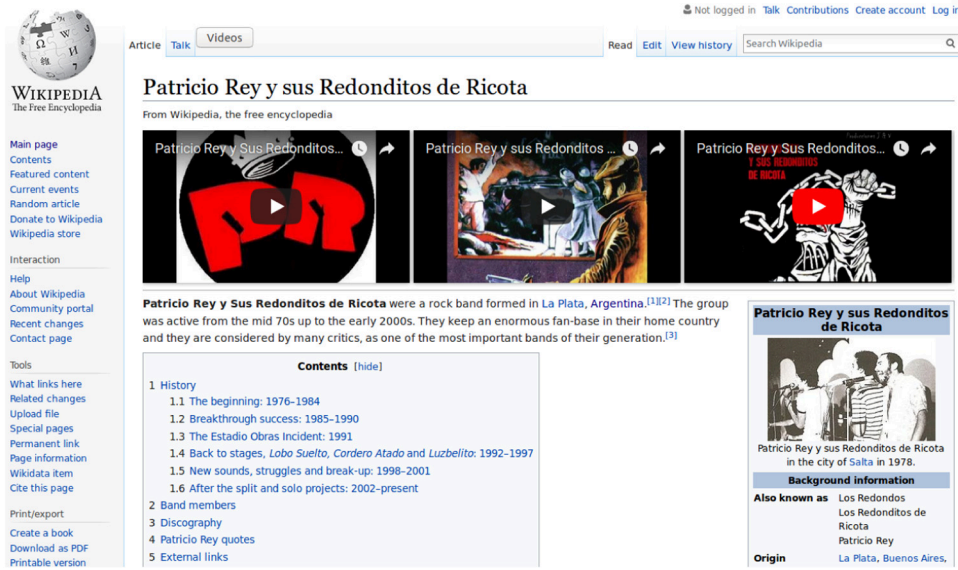 Not logged in Talk Contributions Create account Log in
Article Talk Videos Read Edit View history Search Wikipedia
WIKIPEDIA
The Free Encyclopedia
Main page
Contents
Featured content
Current events
Random article
Donate to Wikipedia
Wikipedia store
Interaction
Help
About Wikipedia
Community portal
Recent changes
Contact page
Tools
What links here
Related changes
Upload file
Special pages
Permanent link
Page information
Wikidata item
Cite this page
Print/export
Create a book
Download as PDF
Printable version
Patricio Rey y sus Redonditos de Ricota
From Wikipedia, the free encyclopedia
Patricio Rey y Sus Redonditos...
Patricio Rey y sus Redonditos ...
Patricio Rey y Sus Redonditos...
Y SUS REDONDITOS
DE RICOTA
Patricio Rey y Sus Redonditos de Ricota were a rock band formed in La Plata, Argentina.[1][2] The group
was active from the mid 70s up to the early 2000s. They keep an enormous fan-base in their home country
and they are considered by many critics, as one of the most important bands of their generation.[3]
Contents [hide]
1 History
1.1 The beginning: 1976–1984
1.2 Breakthrough success: 1985–1990
1.3 The Estadio Obras Incident: 1991
1.4 Back to stages, Lobo Suelto, Cordero Atado and Luzbelito: 1992–1997
1.5 New sounds, struggles and break-up: 1998–2001
1.6 After the split and solo projects: 2002–present
2 Band members
3 Discography
4 Patricio Rey quotes
5 External links
Patricio Rey y sus Redonditos
de Ricota
Patricio Rey y sus Redonditos de Ricota
in the city of Salta in 1978.
Background information
Also known as Los Redondos
Los Redonditos de
Ricota
Patricio Rey
Origin La Plata, Buenos Aires,